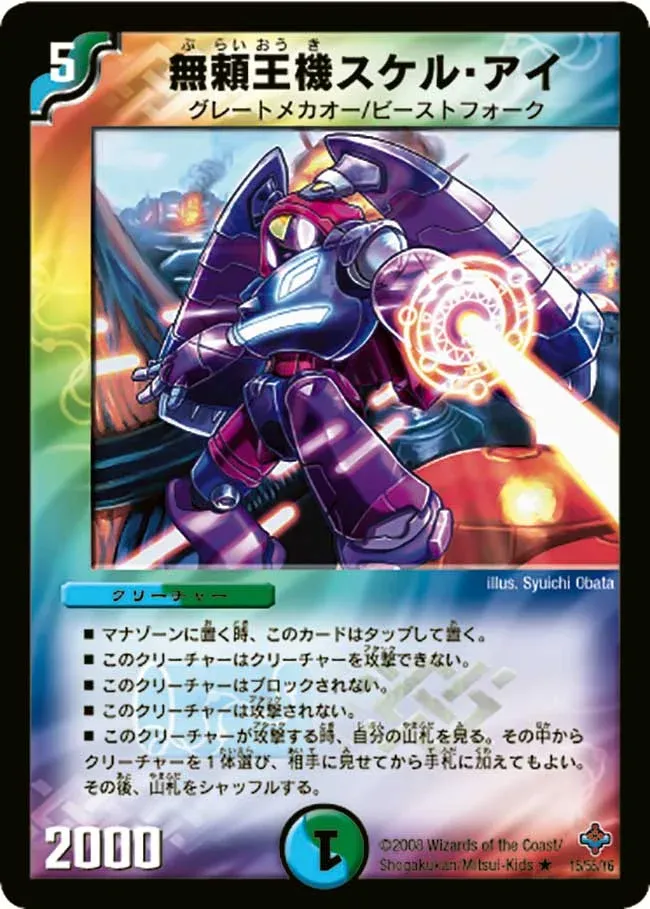 5
ぶらいおうき
無頼王機スケル・アイ
グレートメカオー/ビーストフォーク
illus. Syuichi Obata
クリーチャー
■ マナゾーンに置く時、このカードはタップして置く。
■ このクリーチャーはクリーチャーを攻撃できない。
■ このクリーチャーはブロックされない。
■ このクリーチャーは攻撃されない。
■ このクリーチャーが攻撃する時、自分の山札を見る。その中から
クリーチャーを1体選び、相手に見せてから手札に加えてもよい。
その後、山札をシャッフルする。
2000
1
©2008 Wizards of the Coast/
Shogakukan/Mitsui-Kids ★